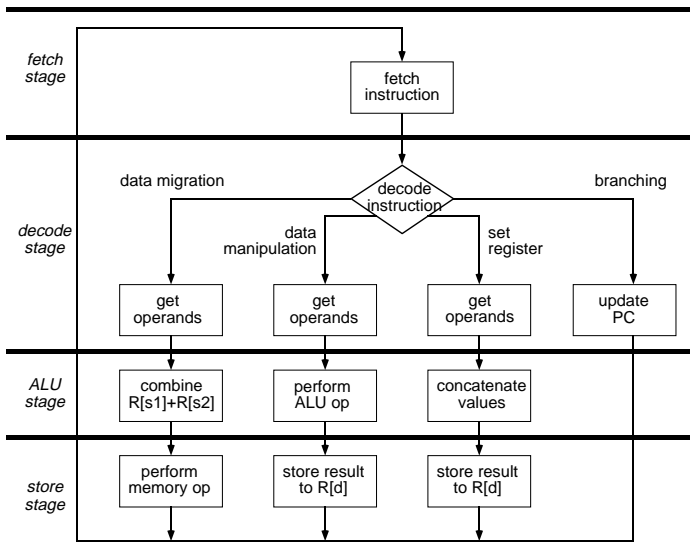 fetch
stage
fetch
instruction
data migration
decode
instruction
branching
data
manipulation
set
register
decode
stage
get
operands
get
operands
get
operands
update
PC
ALU
stage
combine
R[s1]+R[s2]
perform
ALU op
concatenate
values
store
stage
perform
memory op
store result
to R[d]
store result
to R[d]